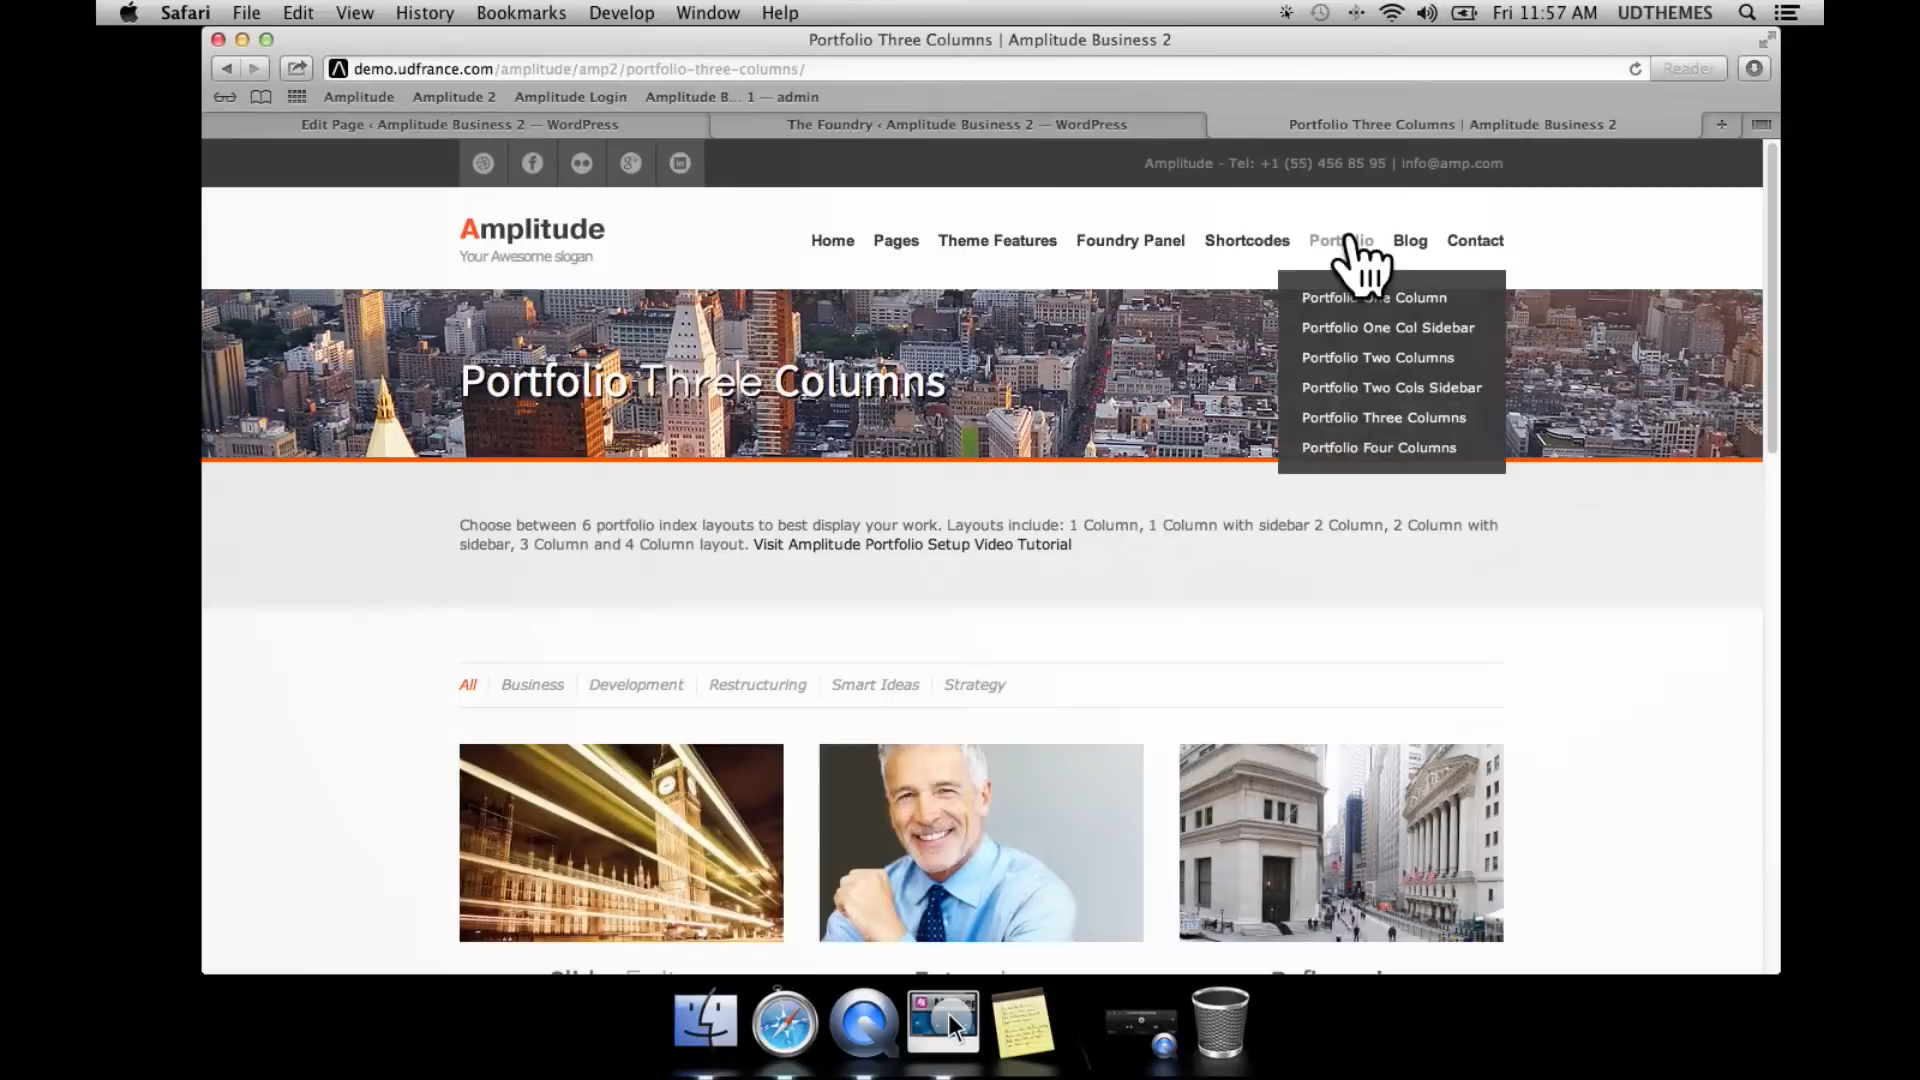 Safari File Edit View History Bookmarks Develop Window Help Fri 11:57 AM UDTHEMES
Portfolio Three Columns | Amplitude Business 2
demo.udfrance.com/amplitude/amp2/portfolio-three-columns/ Reader
Amplitude Amplitude 2 Amplitude Login Amplitude B... 1 — admin
Edit Page ‹ Amplitude Business 2 — WordPress The Foundry ‹ Amplitude Business 2 — WordPress Portfolio Three Columns | Amplitude Business 2
Amplitude - Tel: +1 (55) 456 85 95 | info@amp.com
Amplitude
Your Awesome slogan
Home Pages Theme Features Foundry Panel Shortcodes Portfolio Blog Contact
Portfolio One Column
Portfolio One Col Sidebar
Portfolio Two Columns
Portfolio Two Cols Sidebar
Portfolio Three Columns
Portfolio Four Columns
Portfolio Three Columns
Choose between 6 portfolio index layouts to best display your work. Layouts include: 1 Column, 1 Column with sidebar 2 Column, 2 Column with
sidebar, 3 Column and 4 Column layout. Visit Amplitude Portfolio Setup Video Tutorial
All Business Development Restructuring Smart Ideas Strategy